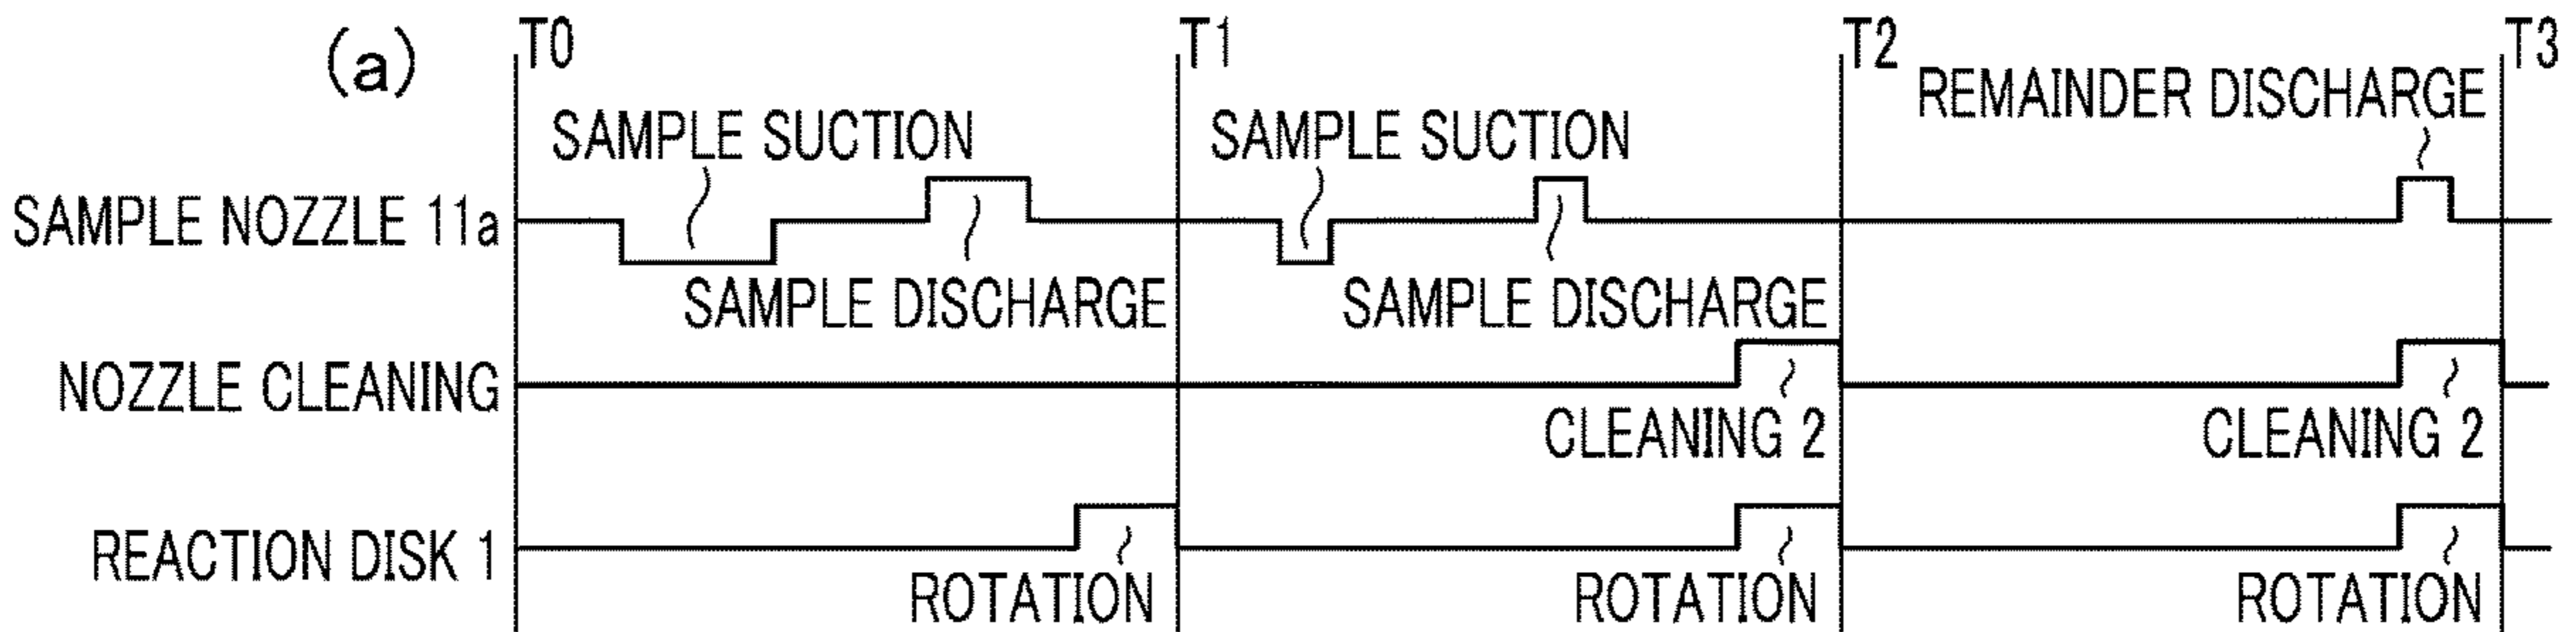 (a)
T0
T1
T2
T3
REMAINDER DISCHARGE
SAMPLE SUCTION
SAMPLE SUCTION
SAMPLE NOZZLE 11a
SAMPLE DISCHARGE
SAMPLE DISCHARGE
NOZZLE CLEANING
CLEANING 2
CLEANING 2
REACTION DISK 1
ROTATION
ROTATION
ROTATION